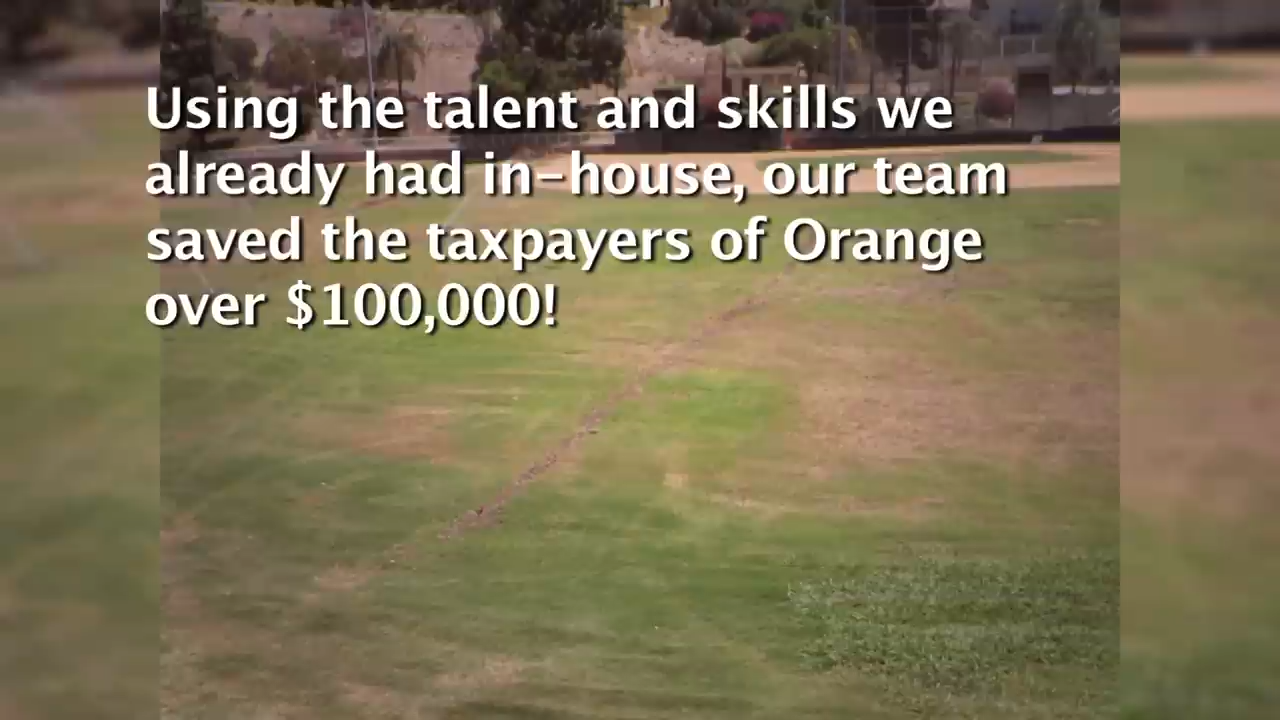 Using the talent and skills we
already had in-house, our team
saved the taxpayers of Orange
over $100,000!